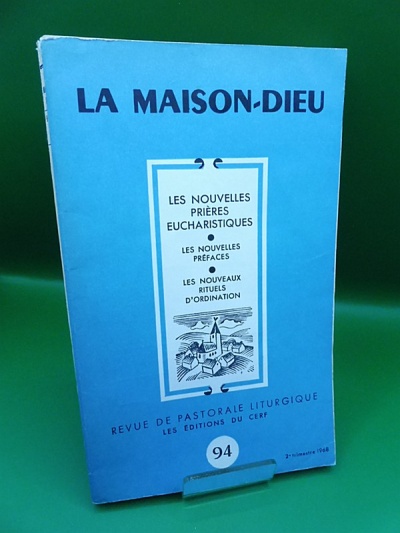 LA MAISON-DIEU
LES NOUVELLES
PRIÈRES
EUCHARISTIQUES
LES NOUVELLES
PRÉFACES
LES NOUVEAUX
RITUELS
D'ORDINATION
REVUE DE PASTORALE LITURGIQUE
LES ÉDITIONS DU CERF
94
2e trimestre 1968